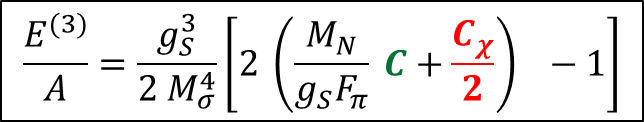 E^{(3)}/A = g_S^3/(2 M_σ^4) [2 (M_N/(g_S F_π) C + C_χ/2) − 1]